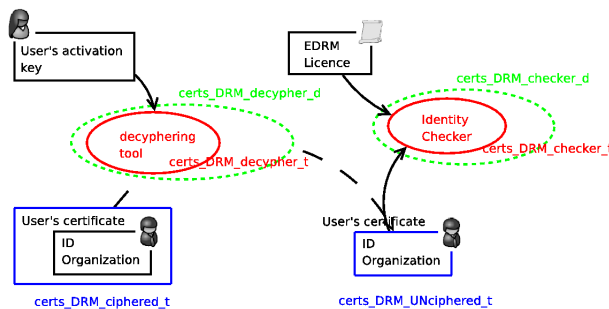 User's activation
key
EDRM
Licence
certs_DRM_decypher_d
certs_DRM_checker_d
decyphering
tool
certs_DRM_decypher_t
Identity
Checker
certs_DRM_checker_t
User's certificate
ID
Organization
User's certificate
ID
Organization
certs_DRM_ciphered_t
certs_DRM_UNciphered_t